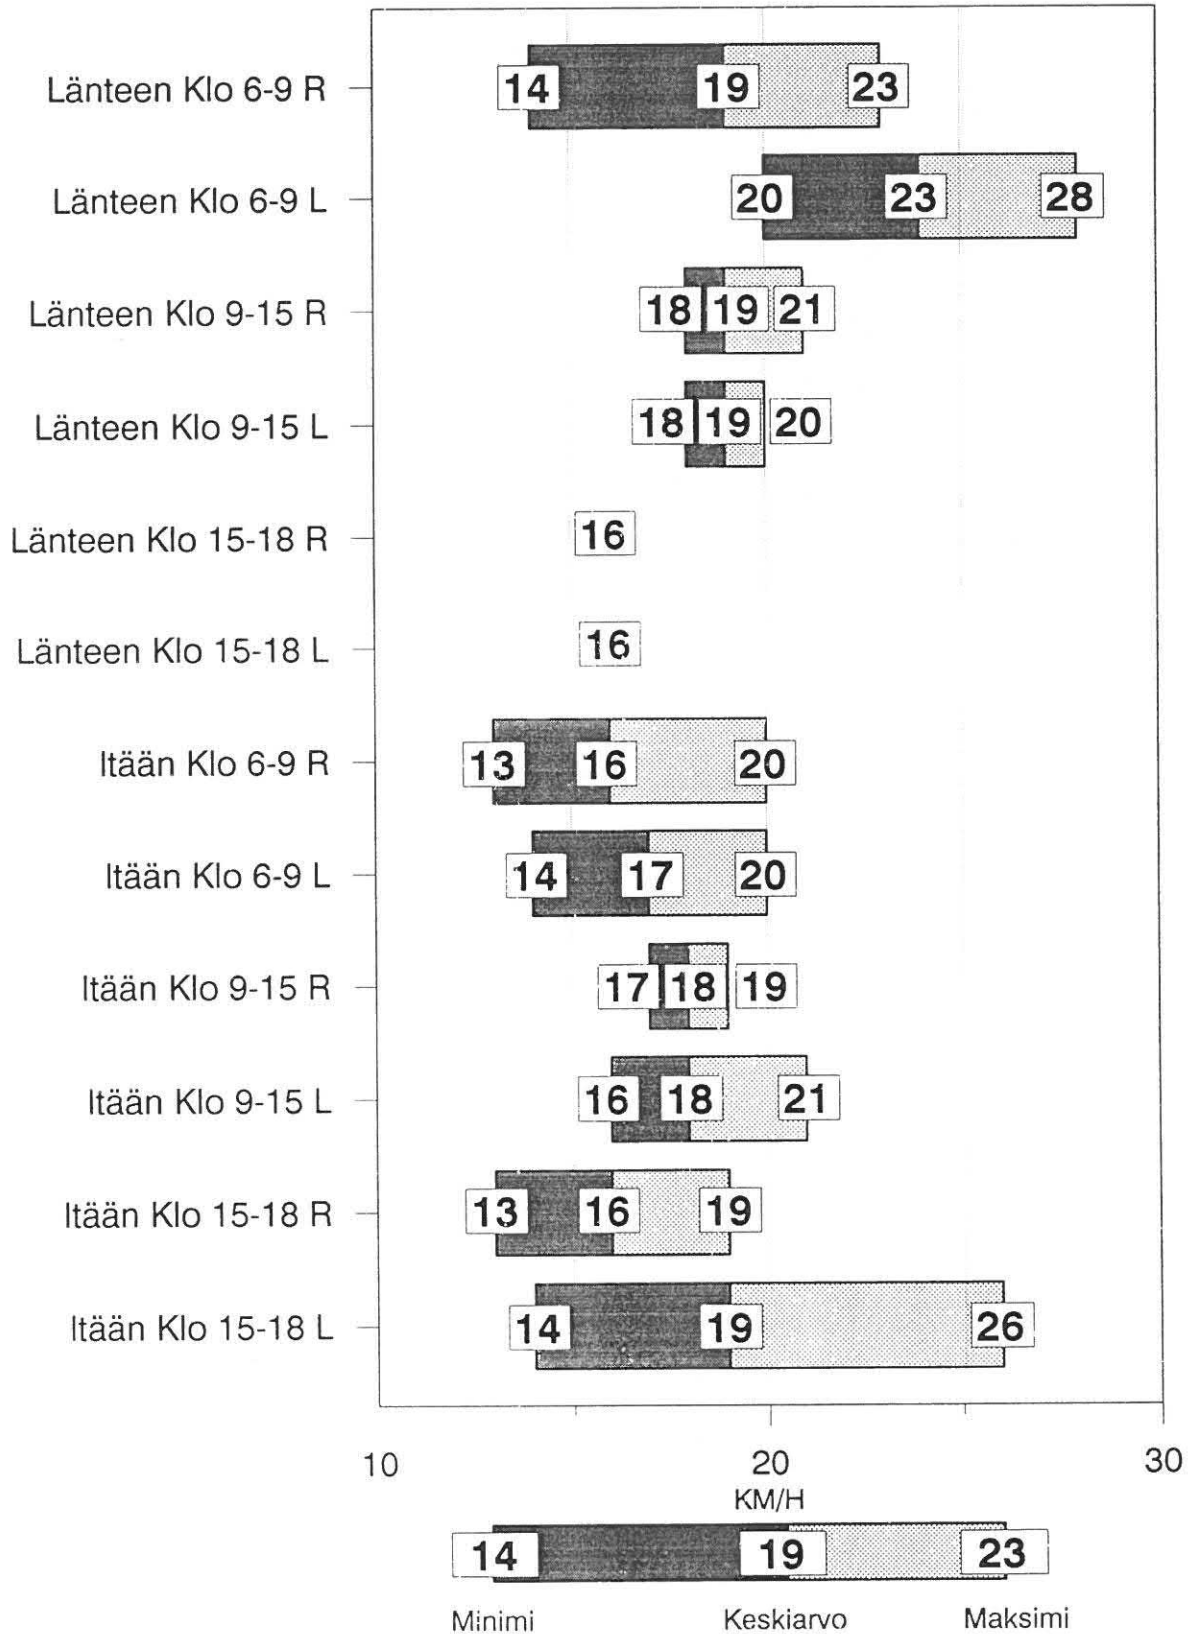 Länteen Klo 6-9 R 14 19 23
Länteen Klo 6-9 L 20 23 28
Länteen Klo 9-15 R 18 19 21
Länteen Klo 9-15 L 18 19 20
Länteen Klo 15-18 R 16
Länteen Klo 15-18 L 16
Itään Klo 6-9 R 13 16 20
Itään Klo 6-9 L 14 17 20
Itään Klo 9-15 R 17 18 19
Itään Klo 9-15 L 16 18 21
Itään Klo 15-18 R 13 16 19
Itään Klo 15-18 L 14 19 26
10 20 30
KM/H
14 19 23
Minimi Keskiarvo Maksimi